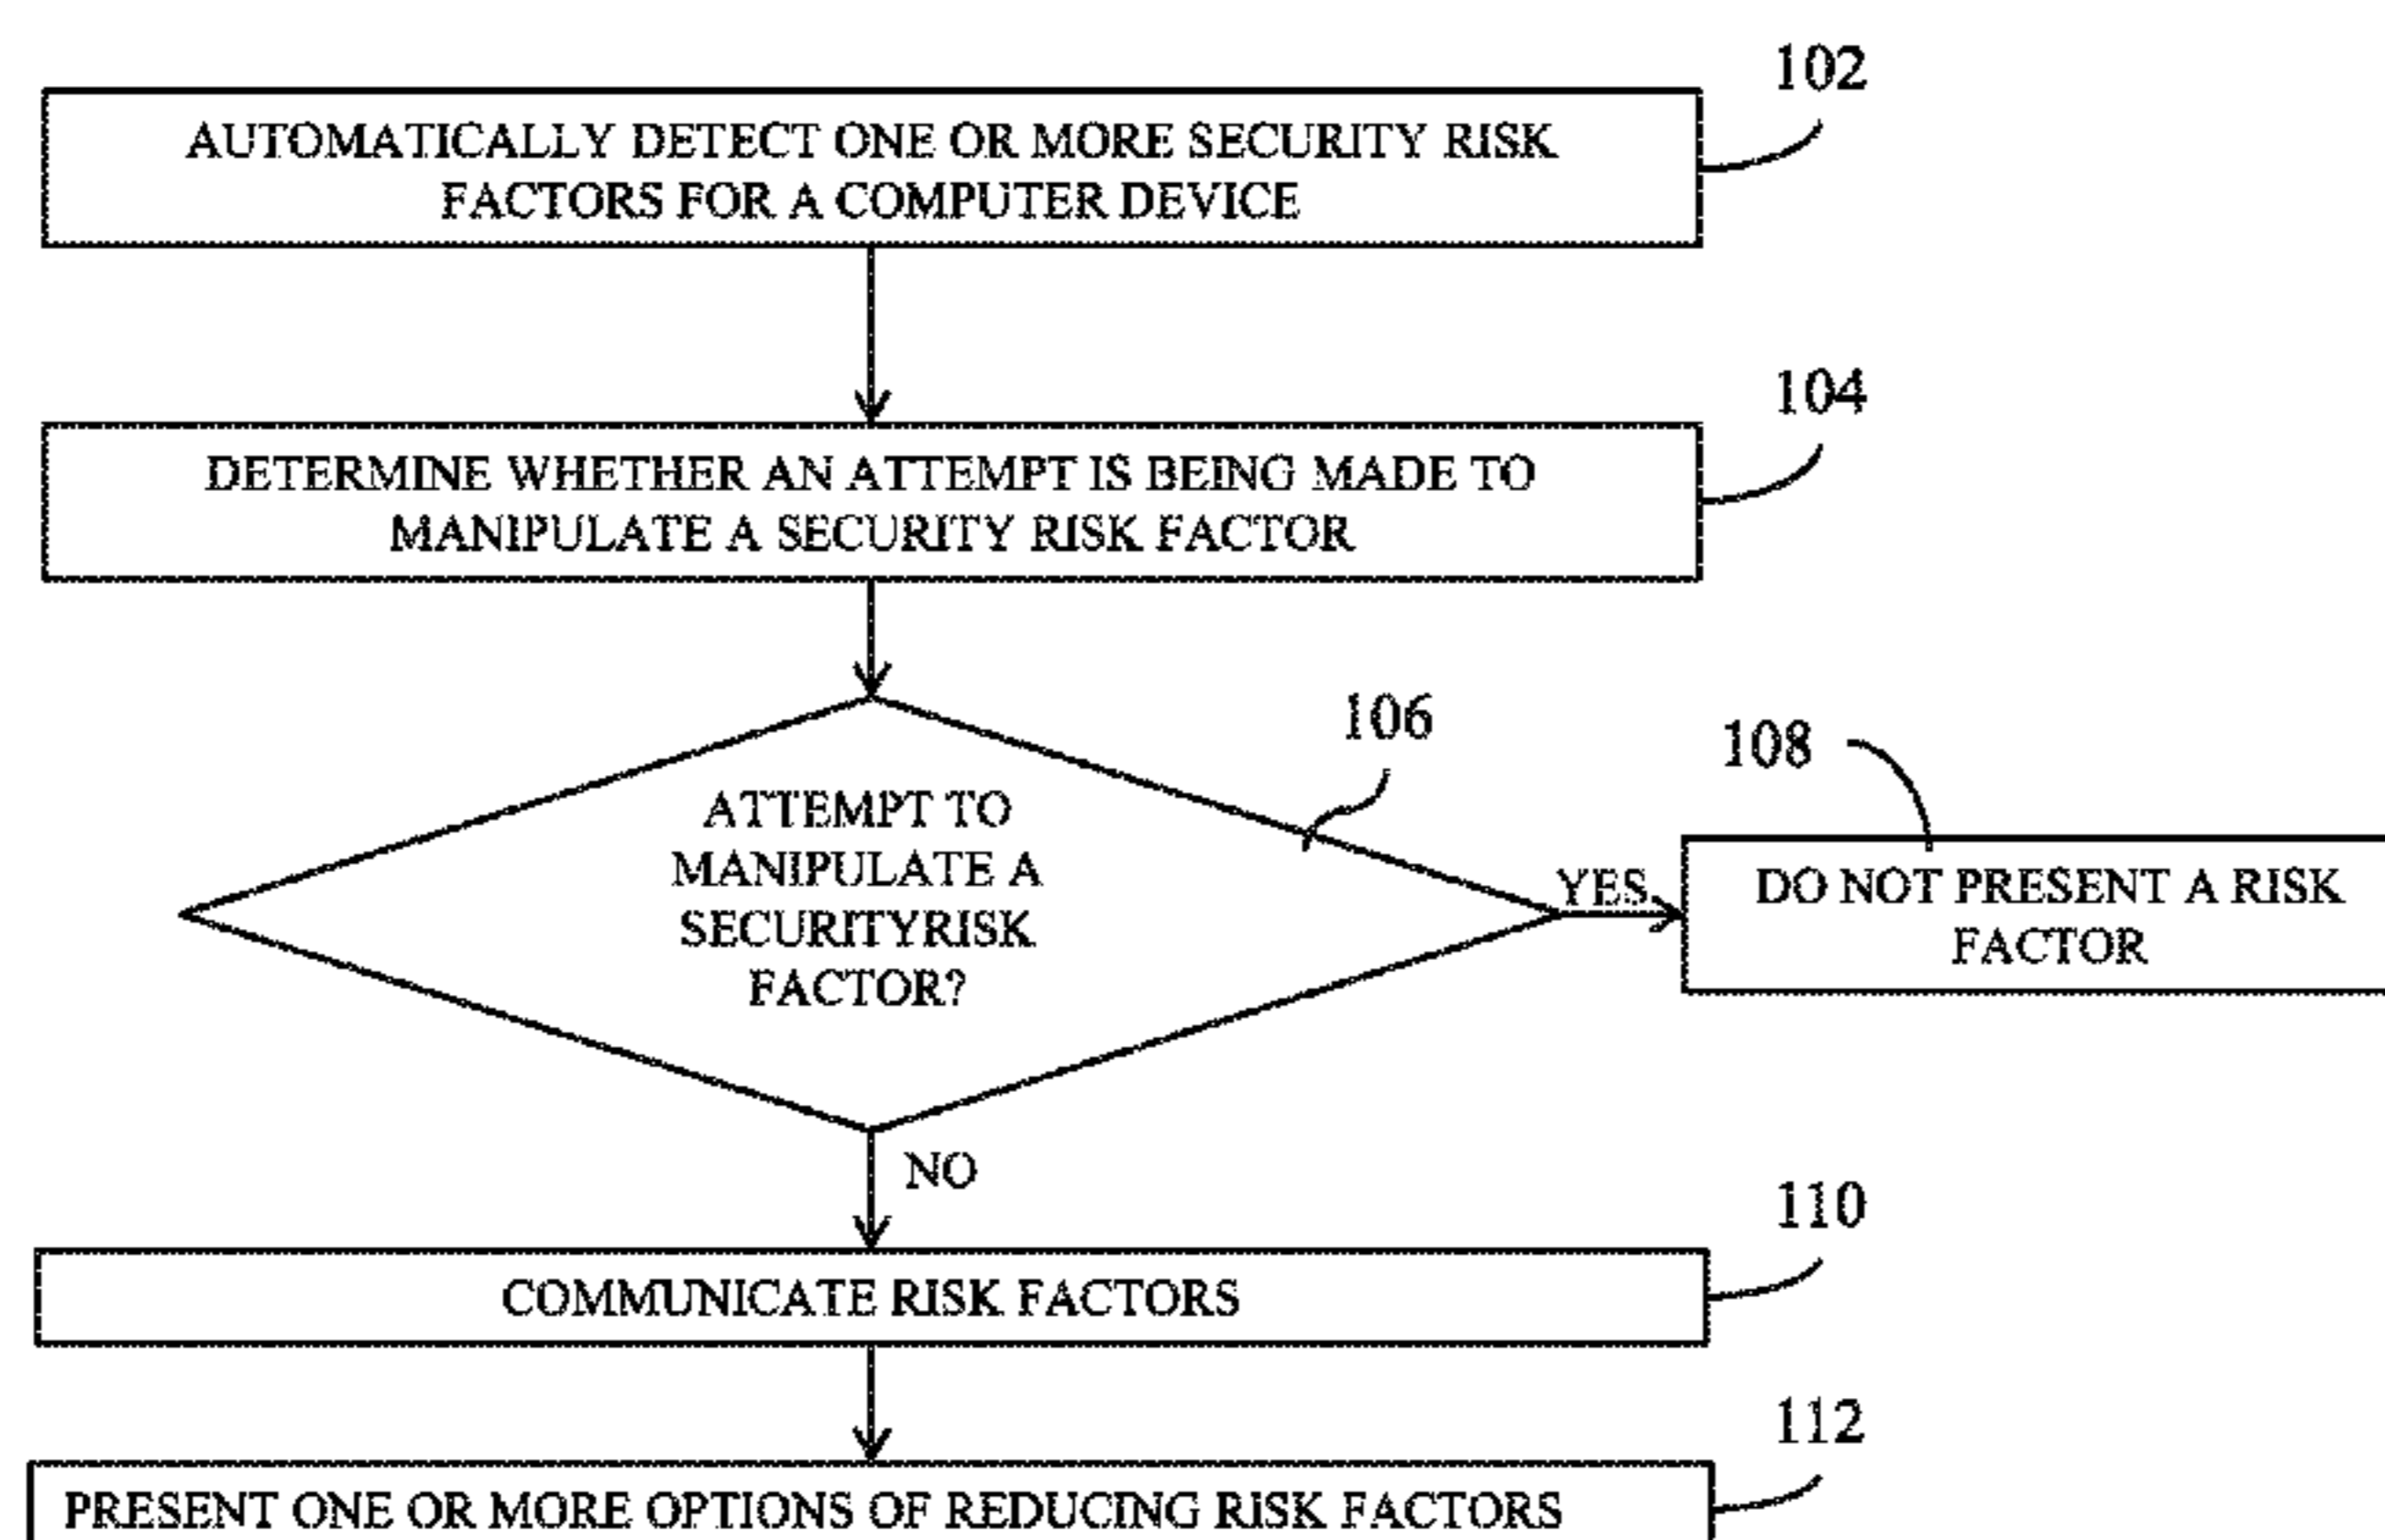 102
AUTOMATICALLY DETECT ONE OR MORE SECURITY RISK
FACTORS FOR A COMPUTER DEVICE
104
DETERMINE WHETHER AN ATTEMPT IS BEING MADE TO
MANIPULATE A SECURITY RISK FACTOR
106
ATTEMPT TO
MANIPULATE A
SECURITYRISK
FACTOR?
YES
108
DO NOT PRESENT A RISK
FACTOR
NO
110
COMMUNICATE RISK FACTORS
112
PRESENT ONE OR MORE OPTIONS OF REDUCING RISK FACTORS